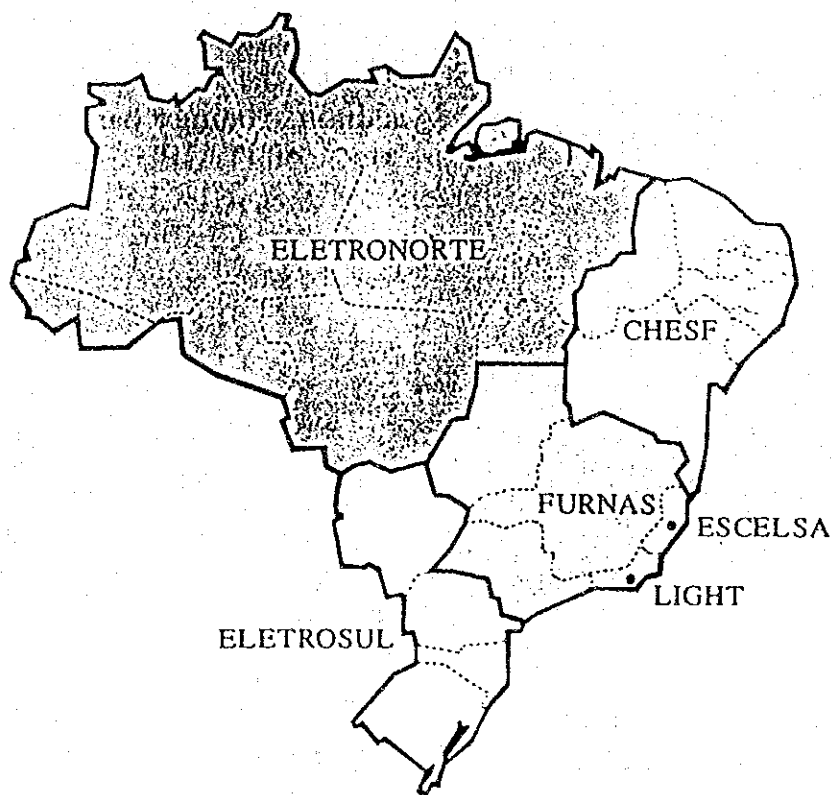 ELETRONORTE
CHESF
FURNAS
ESCELSA
LIGHT
ELETROSUL